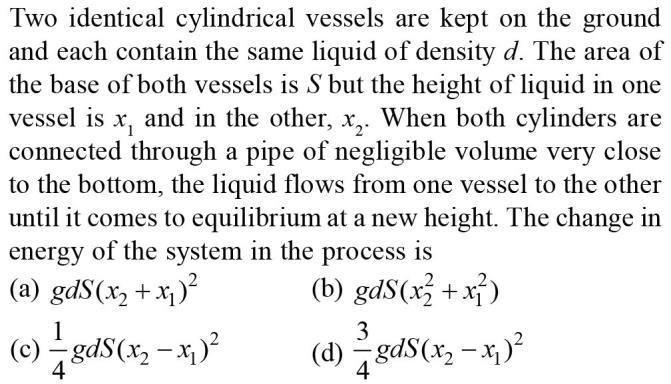 Two identical cylindrical vessels are kept on the ground
and each contain the same liquid of density d. The area of
the base of both vessels is S but the height of liquid in one
vessel is x₁ and in the other, x₂. When both cylinders are
connected through a pipe of negligible volume very close
to the bottom, the liquid flows from one vessel to the other
until it comes to equilibrium at a new height. The change in
energy of the system in the process is
(a) gdS(x₂ + x₁)² (b) gdS(x₂² + x₁²)
(c) 1/4 gdS(x₂ − x₁)² (d) 3/4 gdS(x₂ − x₁)²